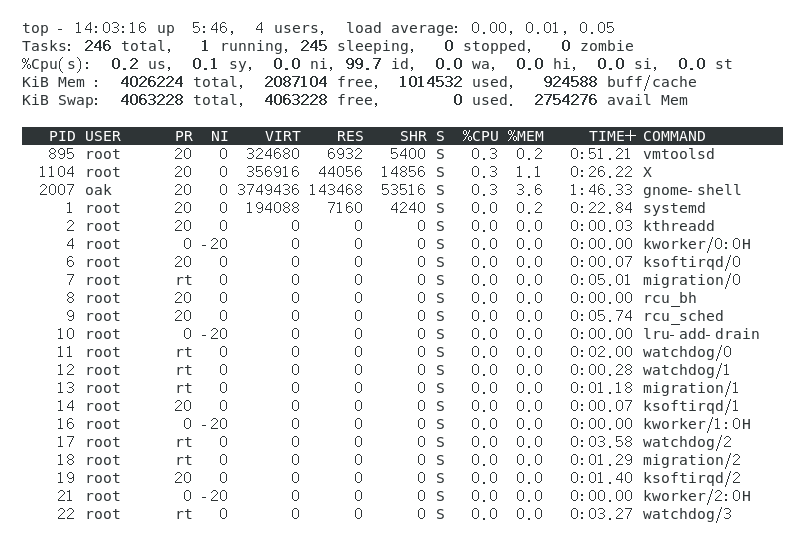 top - 14:03:16 up  5:46,  4 users,  load average: 0.00, 0.01, 0.05
Tasks: 246 total,   1 running, 245 sleeping,   0 stopped,   0 zombie
%Cpu(s):  0.2 us,  0.1 sy,  0.0 ni, 99.7 id,  0.0 wa,  0.0 hi,  0.0 si,  0.0 st
KiB Mem :  4026224 total,  2087104 free,  1014532 used,   924588 buff/cache
KiB Swap:  4063228 total,  4063228 free,        0 used.  2754276 avail Mem
PID USER      PR  NI    VIRT    RES    SHR S  %CPU %MEM     TIME+ COMMAND
895 root      20   0  324680   6932   5400 S   0.3  0.2   0:51.21 vmtoolsd
1104 root      20   0  356916  44056  14856 S   0.3  1.1   0:26.22 X
2007 oak       20   0 3749436 143468  53516 S   0.3  3.6   1:46.33 gnome-shell
1 root      20   0  194088   7160   4240 S   0.0  0.2   0:22.84 systemd
2 root      20   0       0      0      0 S   0.0  0.0   0:00.03 kthreadd
4 root       0 -20       0      0      0 S   0.0  0.0   0:00.00 kworker/0:0H
6 root      20   0       0      0      0 S   0.0  0.0   0:00.07 ksoftirqd/0
7 root      rt   0       0      0      0 S   0.0  0.0   0:05.01 migration/0
8 root      20   0       0      0      0 S   0.0  0.0   0:00.00 rcu_bh
9 root      20   0       0      0      0 S   0.0  0.0   0:05.74 rcu_sched
10 root       0 -20       0      0      0 S   0.0  0.0   0:00.00 lru-add-drain
11 root      rt   0       0      0      0 S   0.0  0.0   0:02.00 watchdog/0
12 root      rt   0       0      0      0 S   0.0  0.0   0:00.28 watchdog/1
13 root      rt   0       0      0      0 S   0.0  0.0   0:01.18 migration/1
14 root      20   0       0      0      0 S   0.0  0.0   0:00.07 ksoftirqd/1
16 root       0 -20       0      0      0 S   0.0  0.0   0:00.00 kworker/1:0H
17 root      rt   0       0      0      0 S   0.0  0.0   0:03.58 watchdog/2
18 root      rt   0       0      0      0 S   0.0  0.0   0:01.29 migration/2
19 root      20   0       0      0      0 S   0.0  0.0   0:01.40 ksoftirqd/2
21 root       0 -20       0      0      0 S   0.0  0.0   0:00.00 kworker/2:0H
22 root      rt   0       0      0      0 S   0.0  0.0   0:03.27 watchdog/3